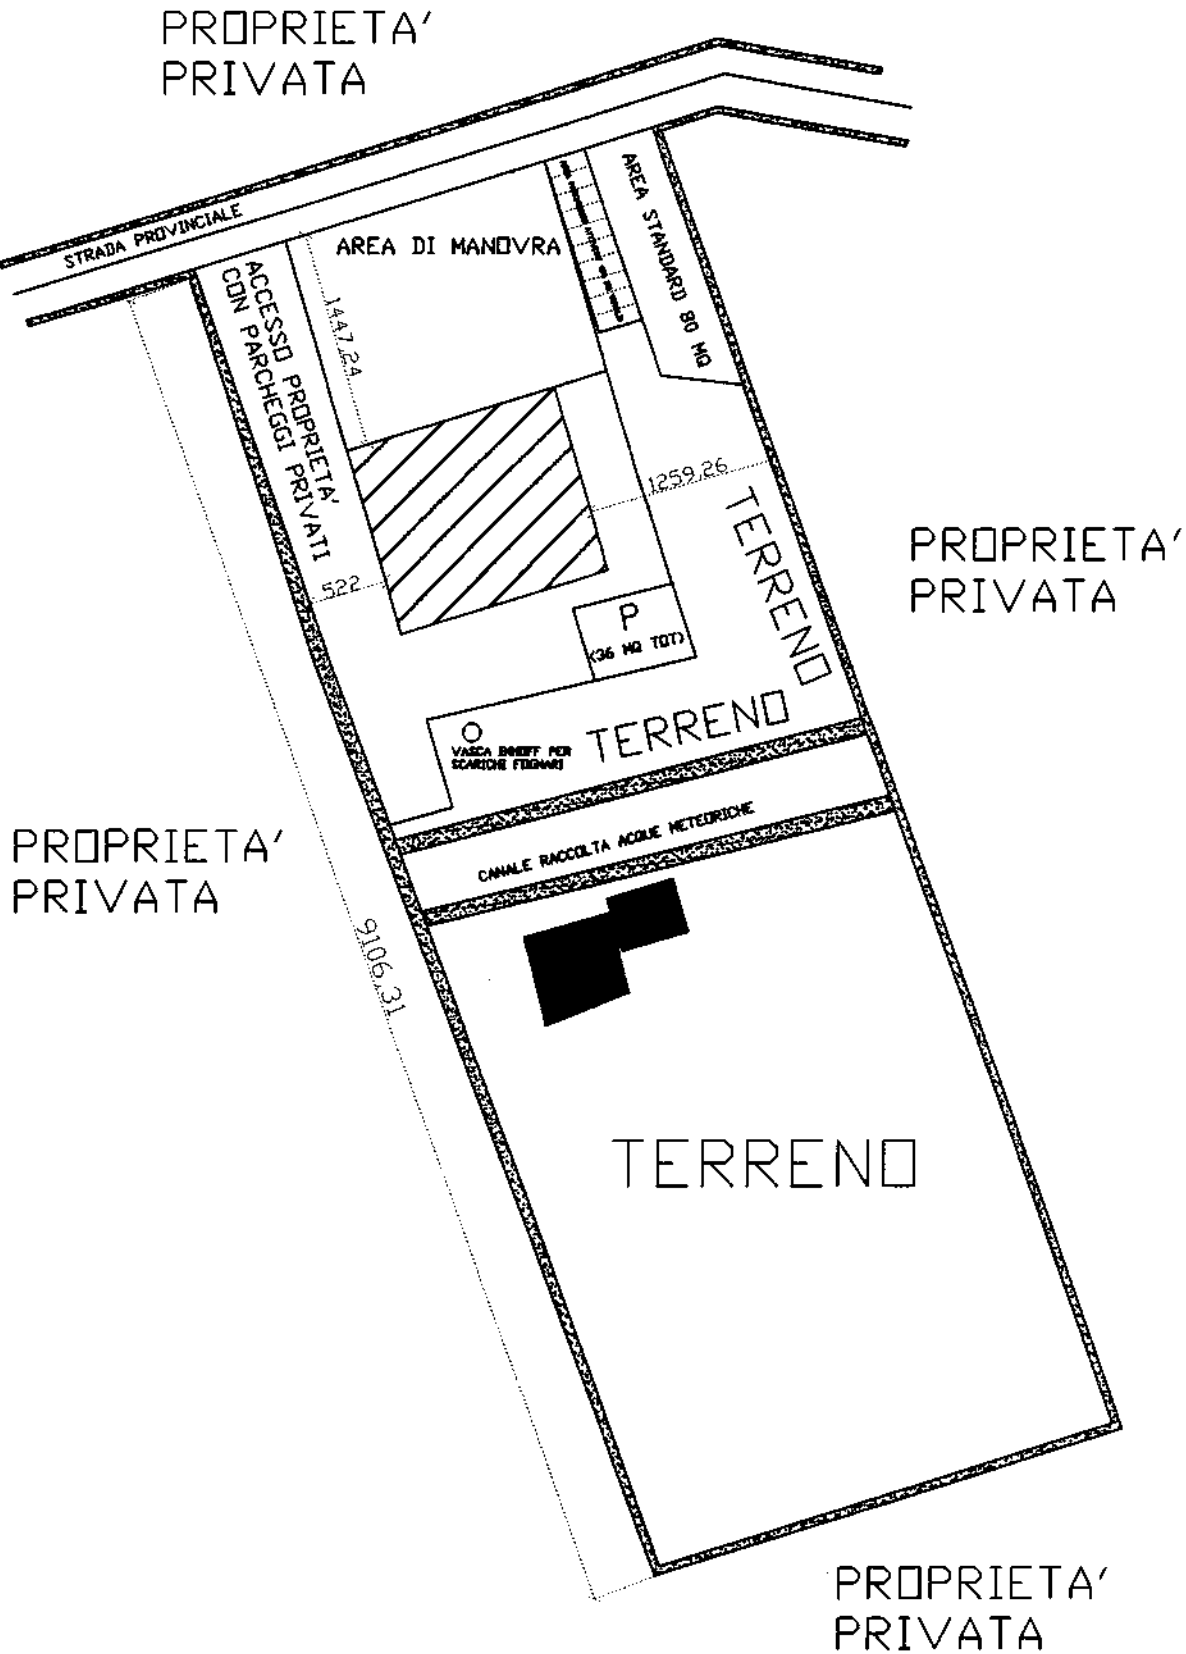 PROPRIETA'
PRIVATA
STRADA PROVINCIALE
AREA DI MANOVRA
AREA STANDARD 80 MQ
ACCESSO PROPRIETA'
CON PARCHEGGI PRIVATI
1447.24
1259.26
522
TERRENO
PROPRIETA'
PRIVATA
P
(36 MQ TOT)
TERRENO
VASCA IMHOFF PER
SCARICHI FOGNARI
CANALE RACCOLTA ACQUE METEORICHE
PROPRIETA'
PRIVATA
9106.31
TERRENO
PROPRIETA'
PRIVATA